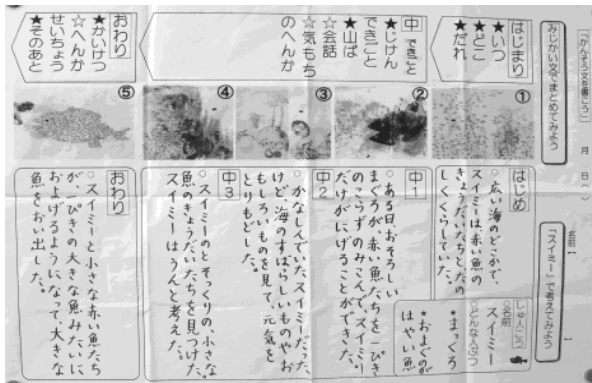 「かんそう文を書こう」
月 日( )
名前【 】
みじかい文でまとめてみよう
「スイミー」で考えてみよう
はじまり
★いつ
★どこ
★だれ
中 できごと
★じけん
できごと
★山ば
☆会話
☆気もち
のへんか
おわり
★かいけつ
☆へんか
せいちょう
★そのあと
①
②
③
④
⑤
はじめ
○広い海のどこかで、
スイミーは、赤い魚の
きょうだいたちとたの
しくくらしていた。
しゅ人こう
○名前
スイミー
○どんな人ぶつ
★まっくろ
★およぐのが
はやい魚
中1
○ある日、おそろしい
まぐろが、赤い魚たちを一ぴき
のこらずのみこんで、スイミー
だけがにげることができた。
中2
○かなしんでいたスイミーだった
けど、海のすばらしいものやお
もしろいものを見て、元気を
とりもどした。
中3
○スイミーのとそっくりの、小さな
魚のきょうだいたちを見つけた。
スイミーはうんと考えた。
おわり
○スイミーと小さな赤い魚たち
が、一ぴきの大きな魚みたいに
およげるようになって、大きな
魚をおい出した。